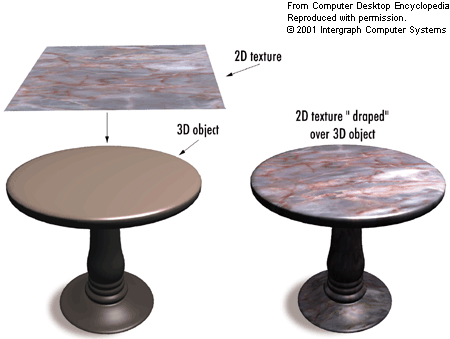 From Computer Desktop Encyclopedia
Reproduced with permission.
© 2001 Intergraph Computer Systems
2D texture
3D object
2D texture " draped"
over 3D object